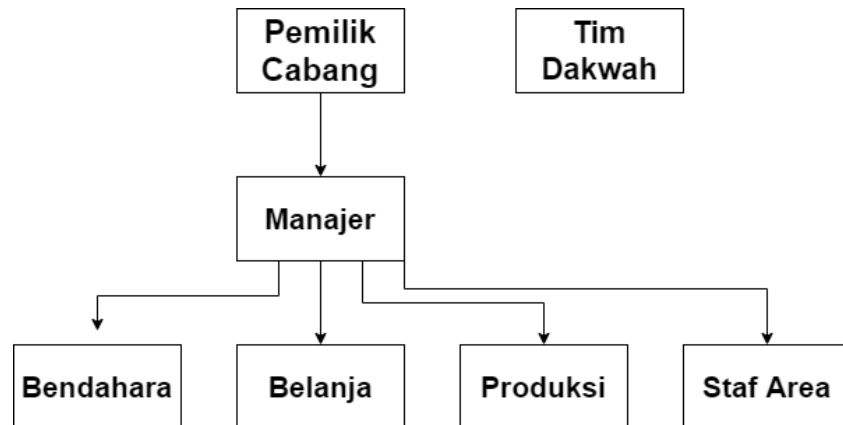 Pemilik
Cabang
Tim
Dakwah
Manajer
Bendahara
Belanja
Produksi
Staf Area